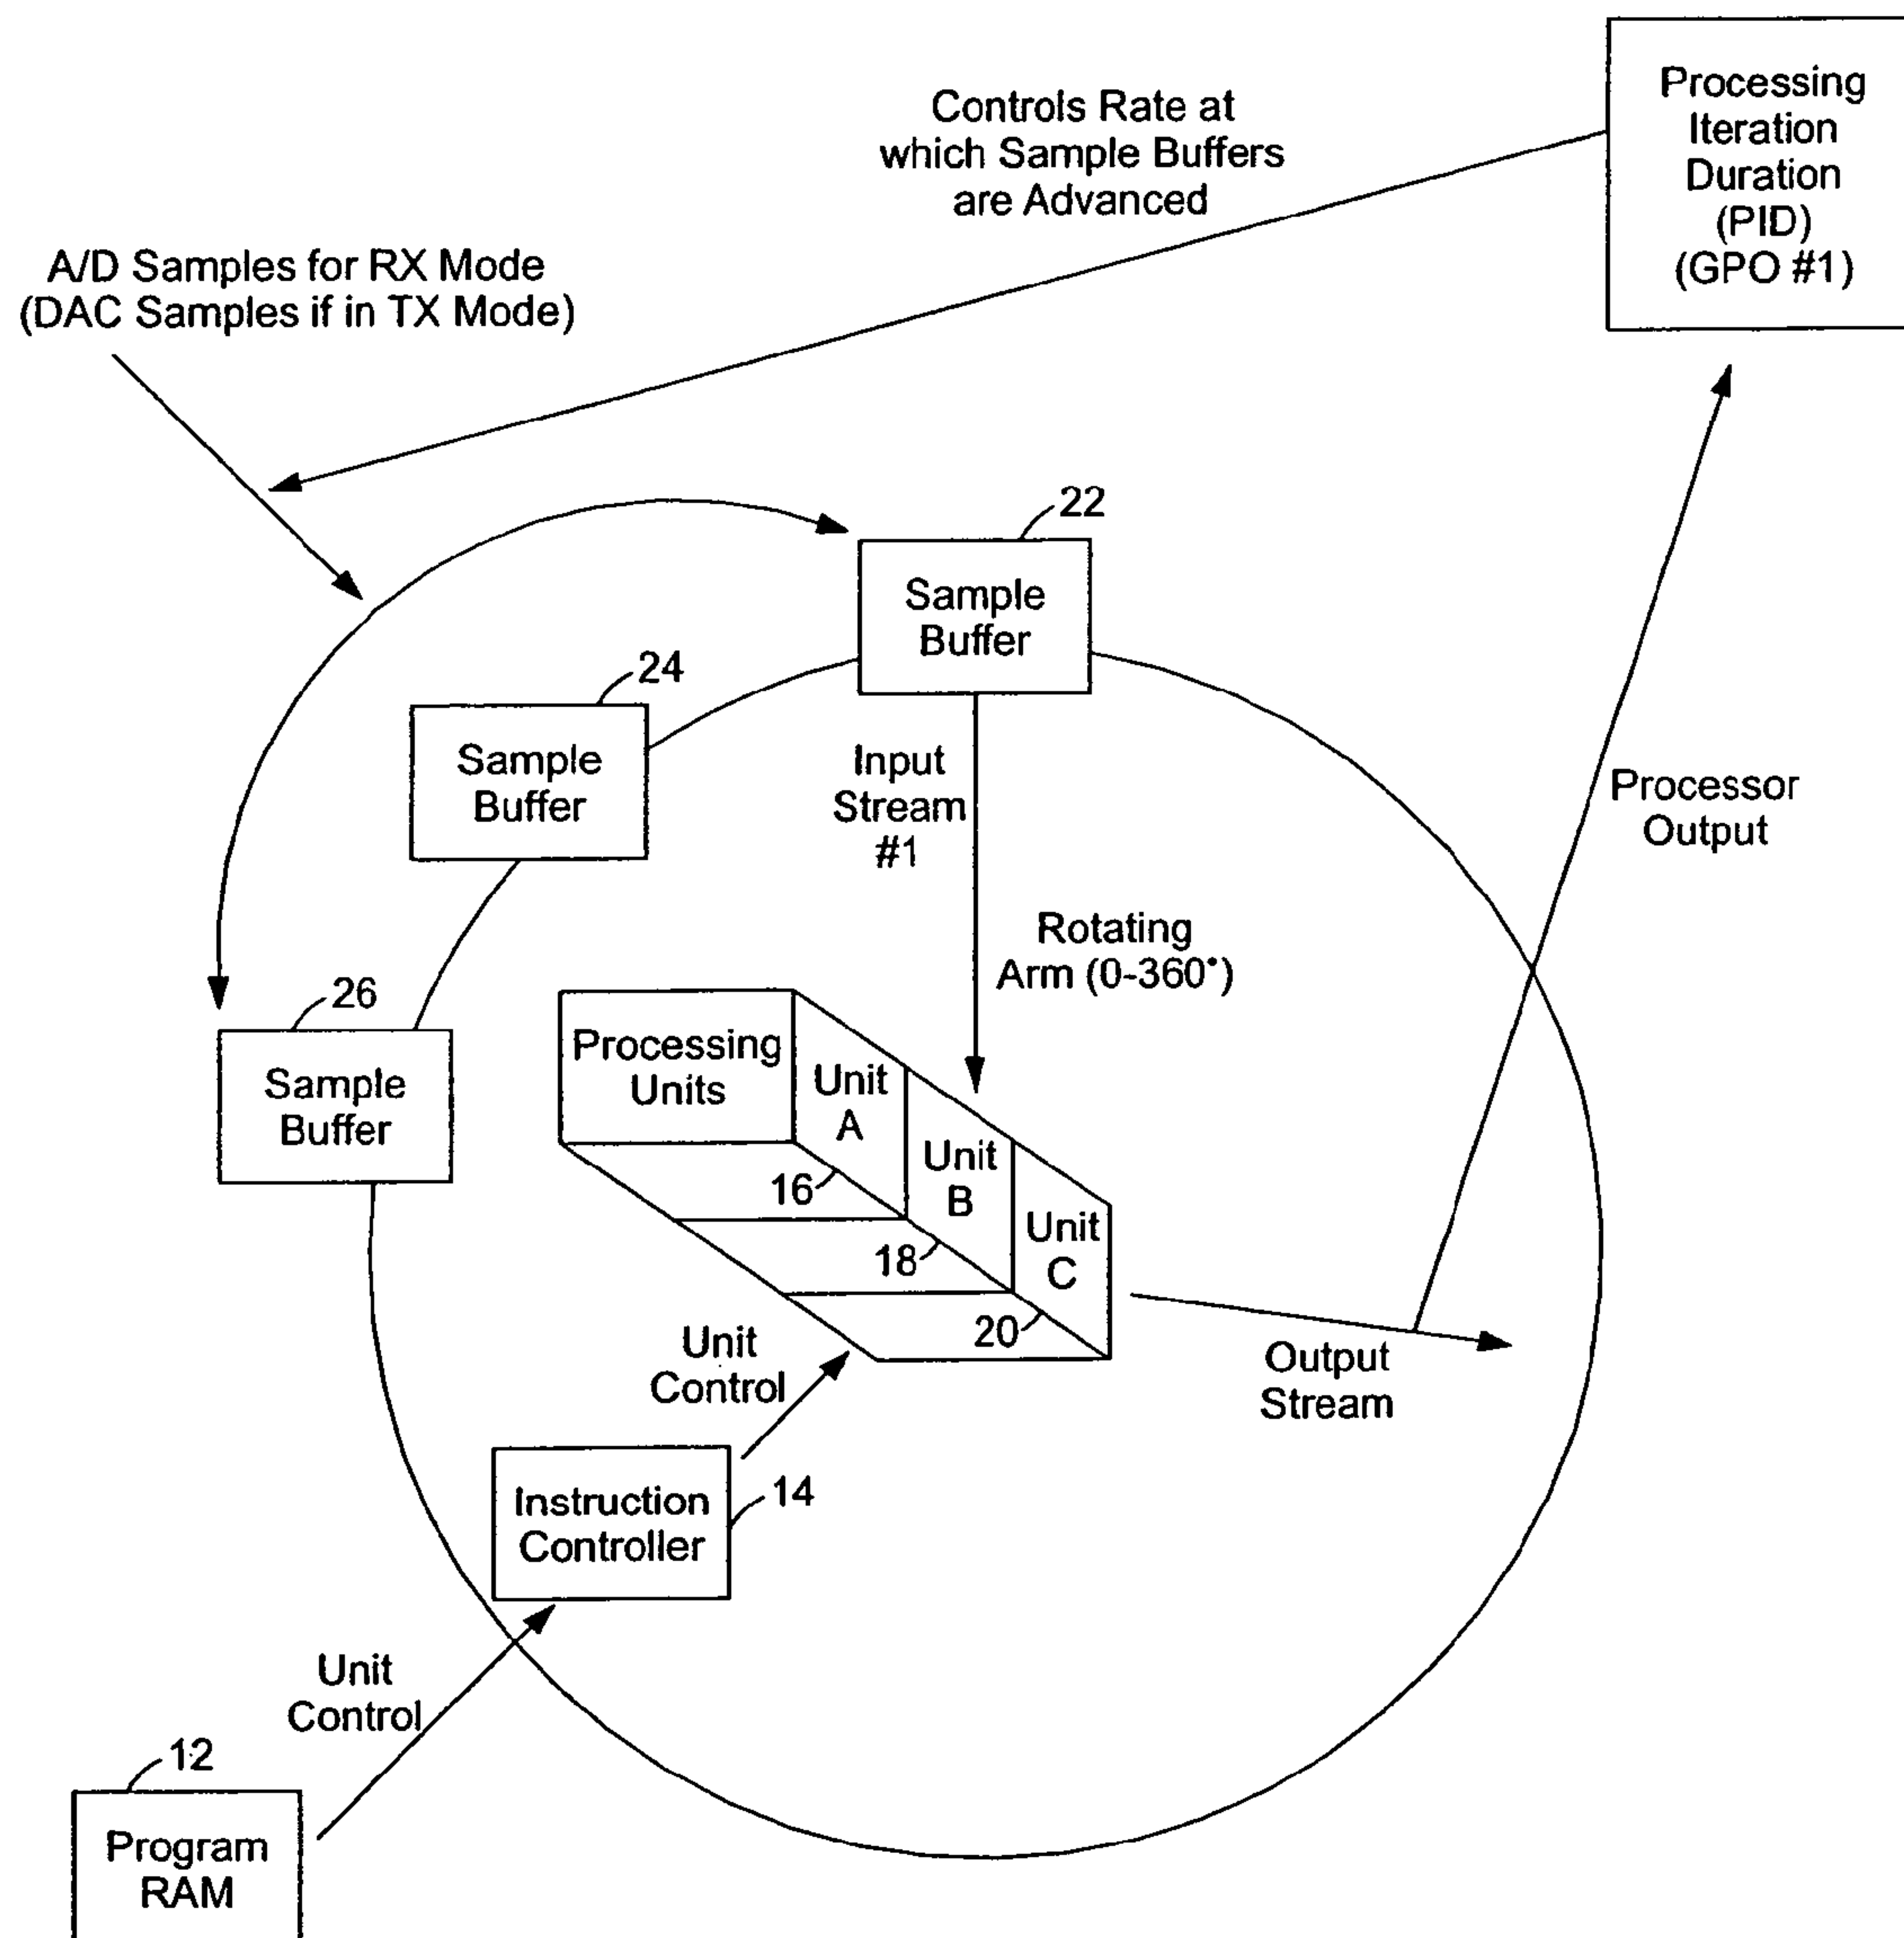 Processing
Iteration
Duration
(PID)
(GPO #1)
Controls Rate at
which Sample Buffers
are Advanced
A/D Samples for RX Mode
(DAC Samples if in TX Mode)
22
Sample
Buffer
24
Sample
Buffer
Input
Stream
#1
Processor
Output
Rotating
Arm (0-360°)
26
Sample
Buffer
Processing
Units
Unit
A
Unit
B
Unit
C
16
18
20
Unit
Control
Output
Stream
Instruction
Controller
14
Unit
Control
12
Program
RAM